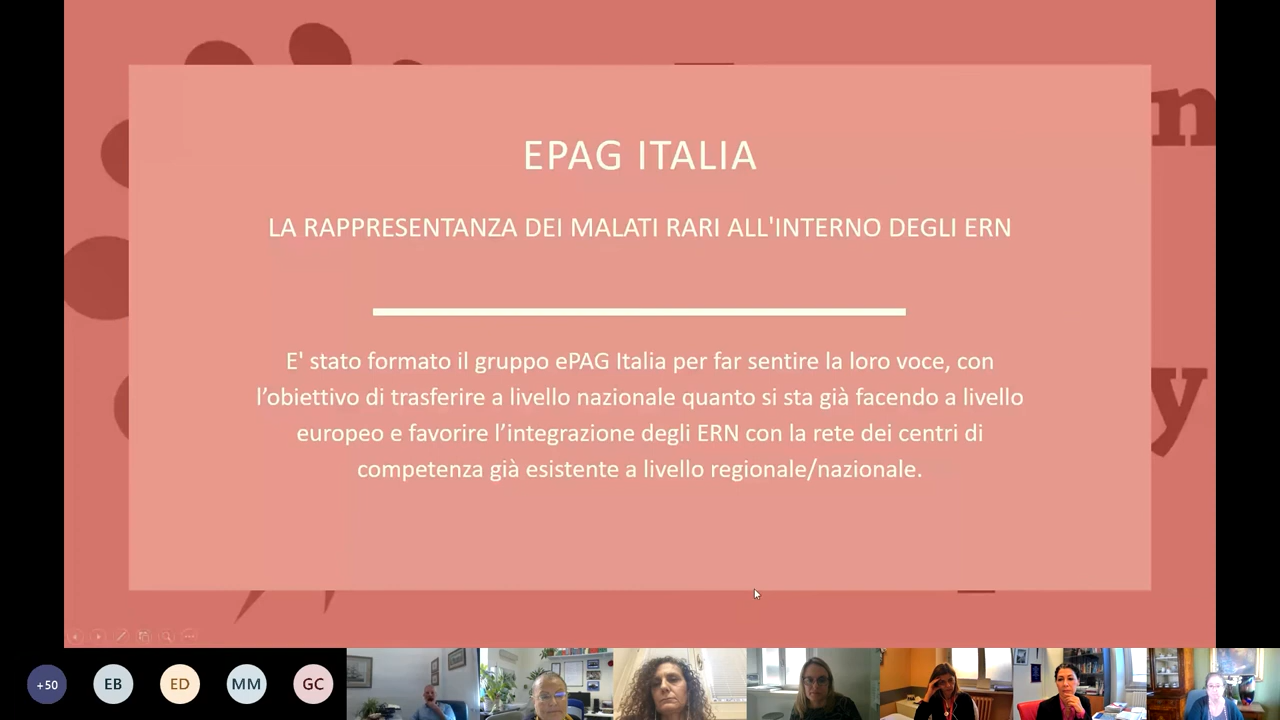 EPAG ITALIA
LA RAPPRESENTANZA DEI MALATI RARI ALL'INTERNO DEGLI ERN
E' stato formato il gruppo ePAG Italia per far sentire la loro voce, con
l’obiettivo di trasferire a livello nazionale quanto si sta già facendo a livello
europeo e favorire l’integrazione degli ERN con la rete dei centri di
competenza già esistente a livello regionale/nazionale.
n
y
+50
EB
ED
MM
GC